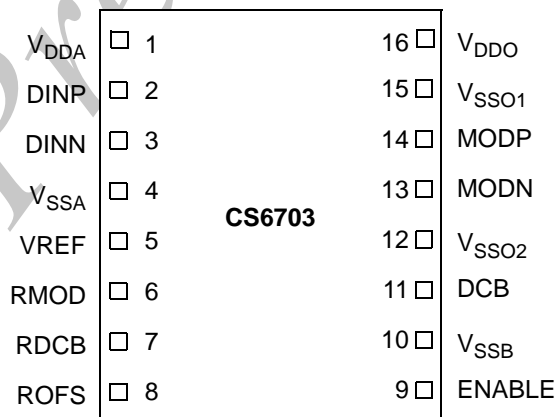 VDDA 1 16 VDDO
DINP 2 15 VSSO1
DINN 3 14 MODP
VSSA 4 13 MODN
CS6703
VREF 5 12 VSSO2
RMOD 6 11 DCB
RDCB 7 10 VSSB
ROFS 8 9 ENABLE